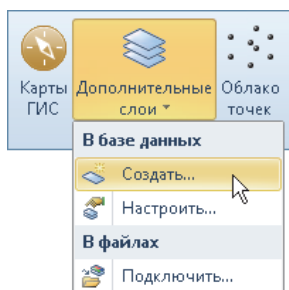 Карты ГИС
Дополнительные слои
Облако точек
В базе данных
Создать...
Настроить...
В файлах
Подключить...